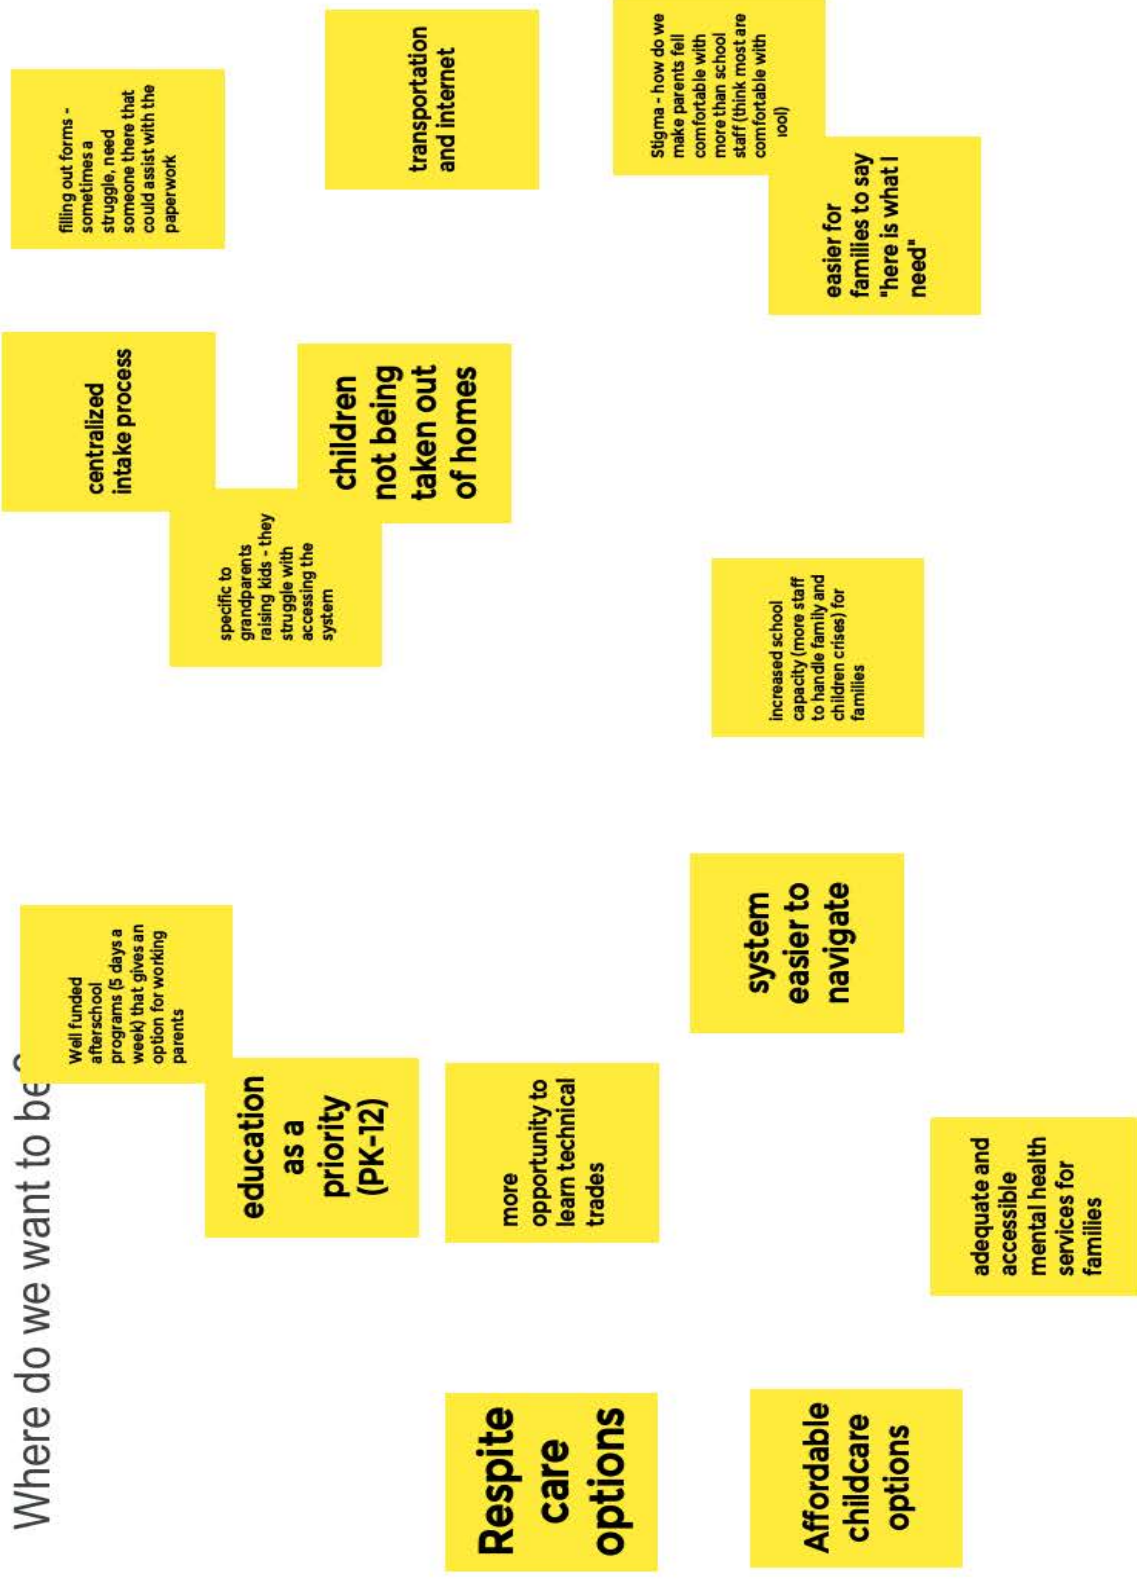 Where do we want to be?
Well funded
afterschool
programs (5 days a
week) that gives an
option for working
parents
education
as a
priority
(PK-12)
more
opportunity to
learn technical
trades
Respite
care
options
Affordable
childcare
options
adequate and
accessible
mental health
services for
families
system
easier to
navigate
increased school
capacity (more staff
to handle family and
children crises) for
families
centralized
intake process
specific to
grandparents
raising kids - they
struggle with
accessing the
system
children
not being
taken out
of homes
filling out forms -
sometimes a
struggle, need
someone there that
could assist with the
paperwork
transportation
and internet
Stigma - how do we
make parents fell
comfortable with
more than school
staff (think most are
comfortable with
easier for
families to say
"here is what I
need"